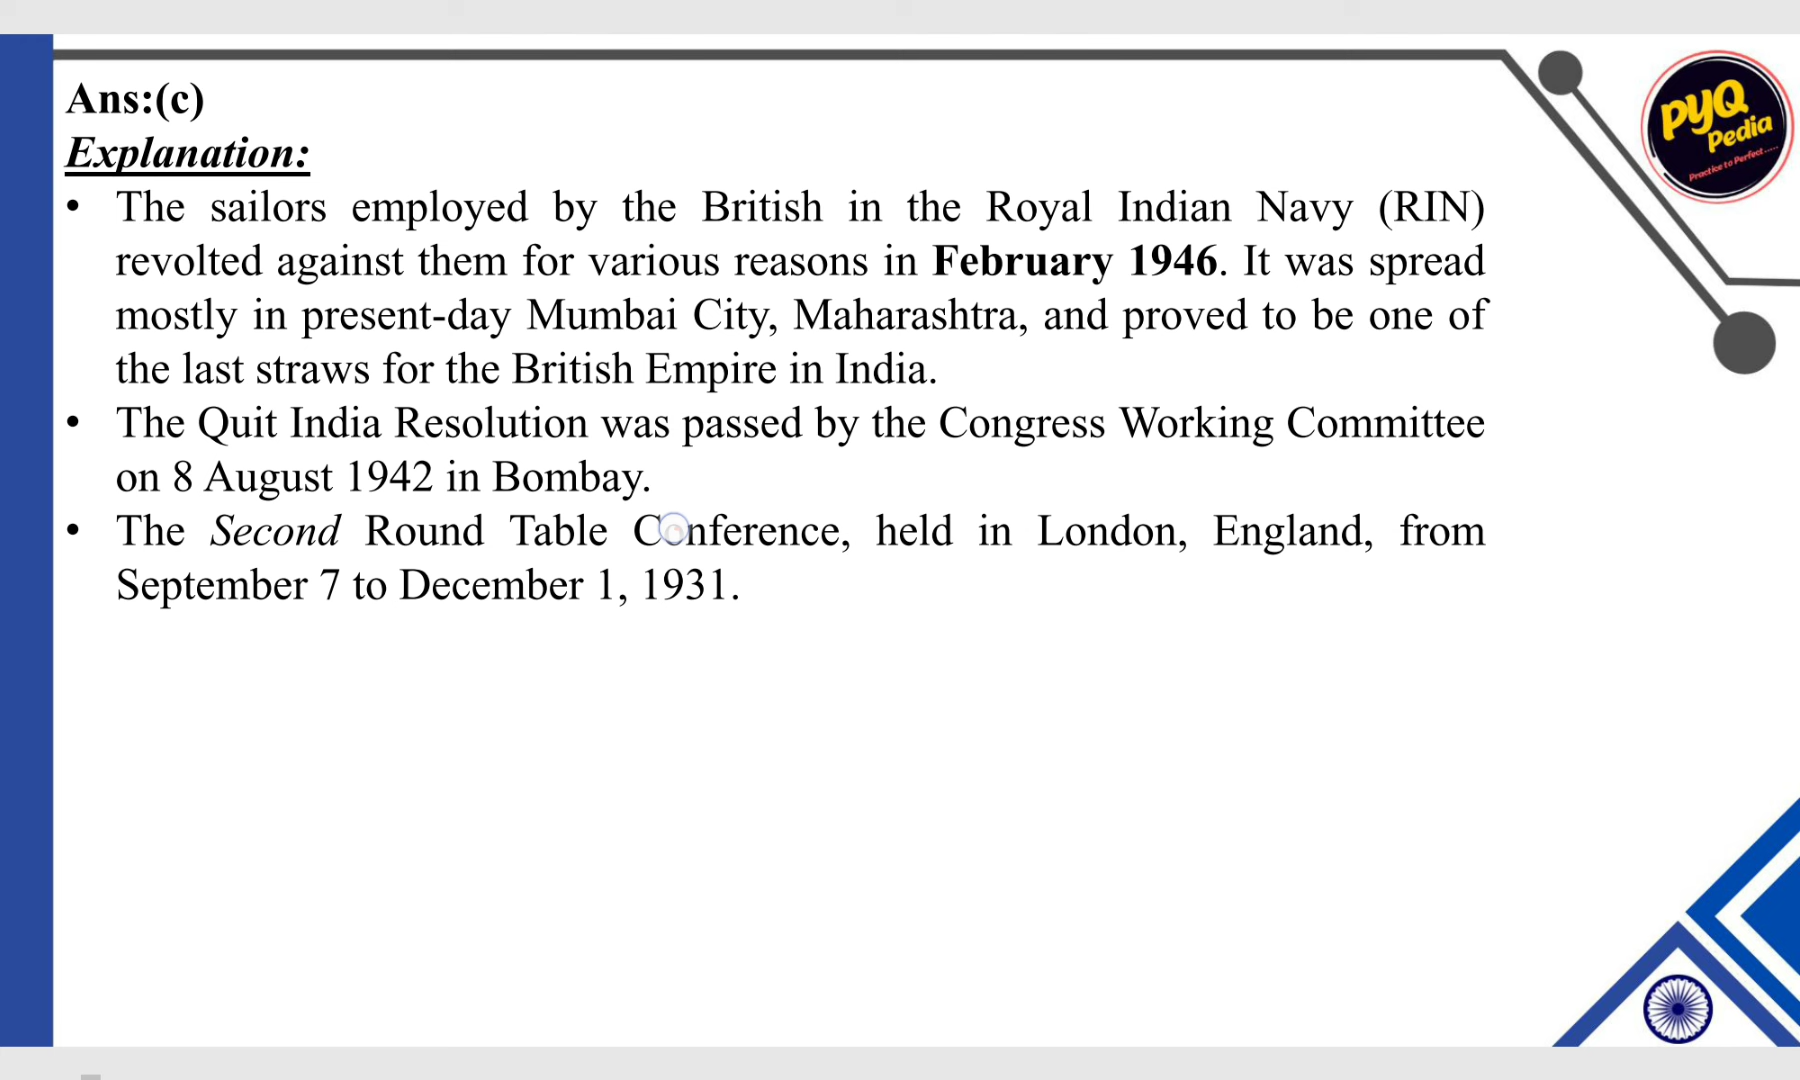 Ans:(c)
Explanation:
• The sailors employed by the British in the Royal Indian Navy (RIN)
revolted against them for various reasons in February 1946. It was spread
mostly in present-day Mumbai City, Maharashtra, and proved to be one of
the last straws for the British Empire in India.
• The Quit India Resolution was passed by the Congress Working Committee
on 8 August 1942 in Bombay.
• The Second Round Table Conference, held in London, England, from
September 7 to December 1, 1931.
PYQ
Pedia
Practice to Perfect.....